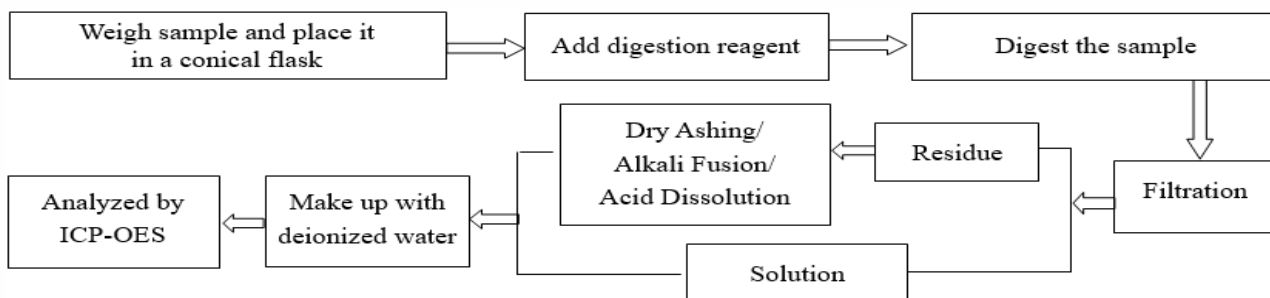 Weigh sample and place it
in a conical flask
Add digestion reagent
Digest the sample
Filtration
Residue
Dry Ashing/
Alkali Fusion/
Acid Dissolution
Solution
Make up with
deionized water
Analyzed by
ICP-OES